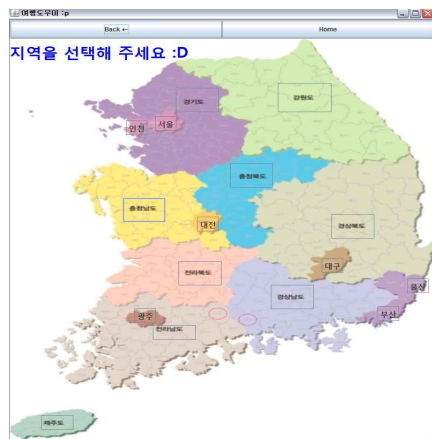 여행도우미 :p
Back ← Home
지역을 선택해 주세요 :D
경기도
강원도
인천
서울
충청북도
충청남도
대전
경상북도
전라북도
대구
경상남도
울산
광주
부산
전라남도
제주도